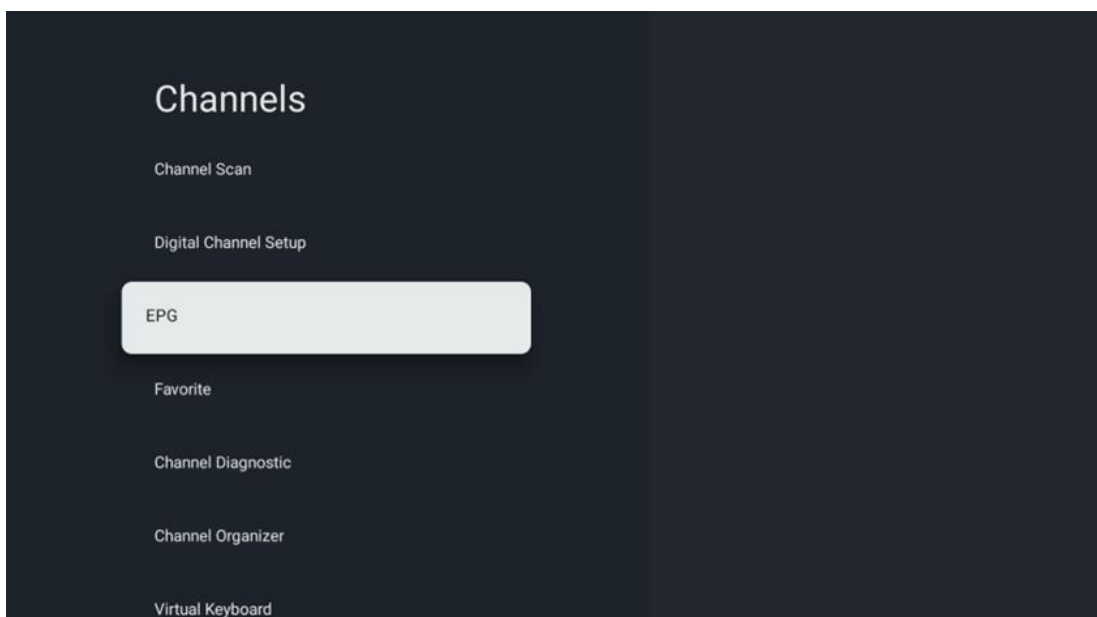 Channels
Channel Scan
Digital Channel Setup
EPG
Favorite
Channel Diagnostic
Channel Organizer
Virtual Keyboard